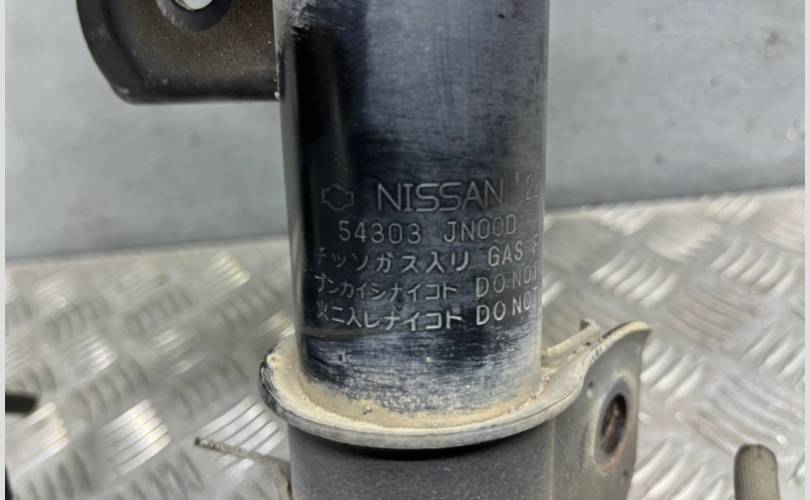 NISSAN '22
54303 JN00D
チッソガス入リ GAS
ブンカイシナイコト DO NOT
火ニ入レナイコト DO NOT